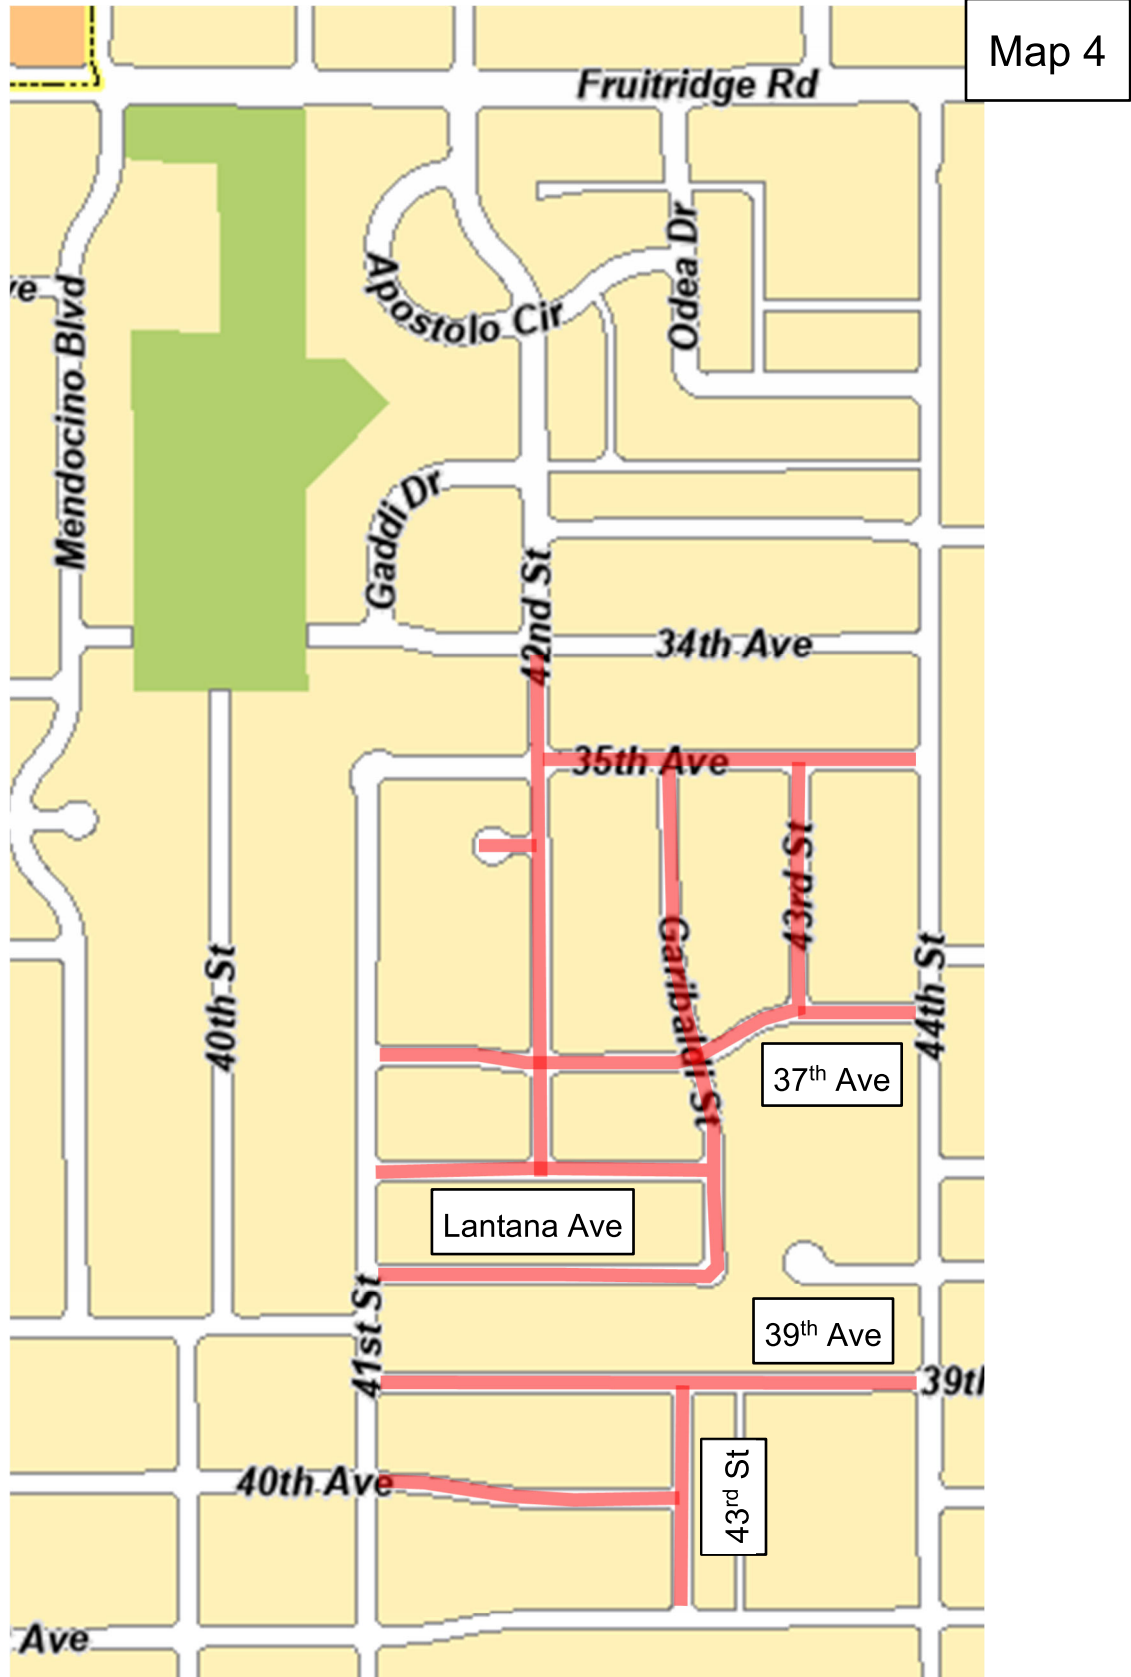 Map 4
Fruitridge Rd
Odea Dr
Apostolo Cir
ve
Mendocino Blvd
Gaddi Dr
42nd St
34th Ave
35th Ave
43rd St
Garibaldi St
44th St
40th St
37th Ave
Lantana Ave
41st St
39th Ave
39th
40th Ave
43rd St
Ave